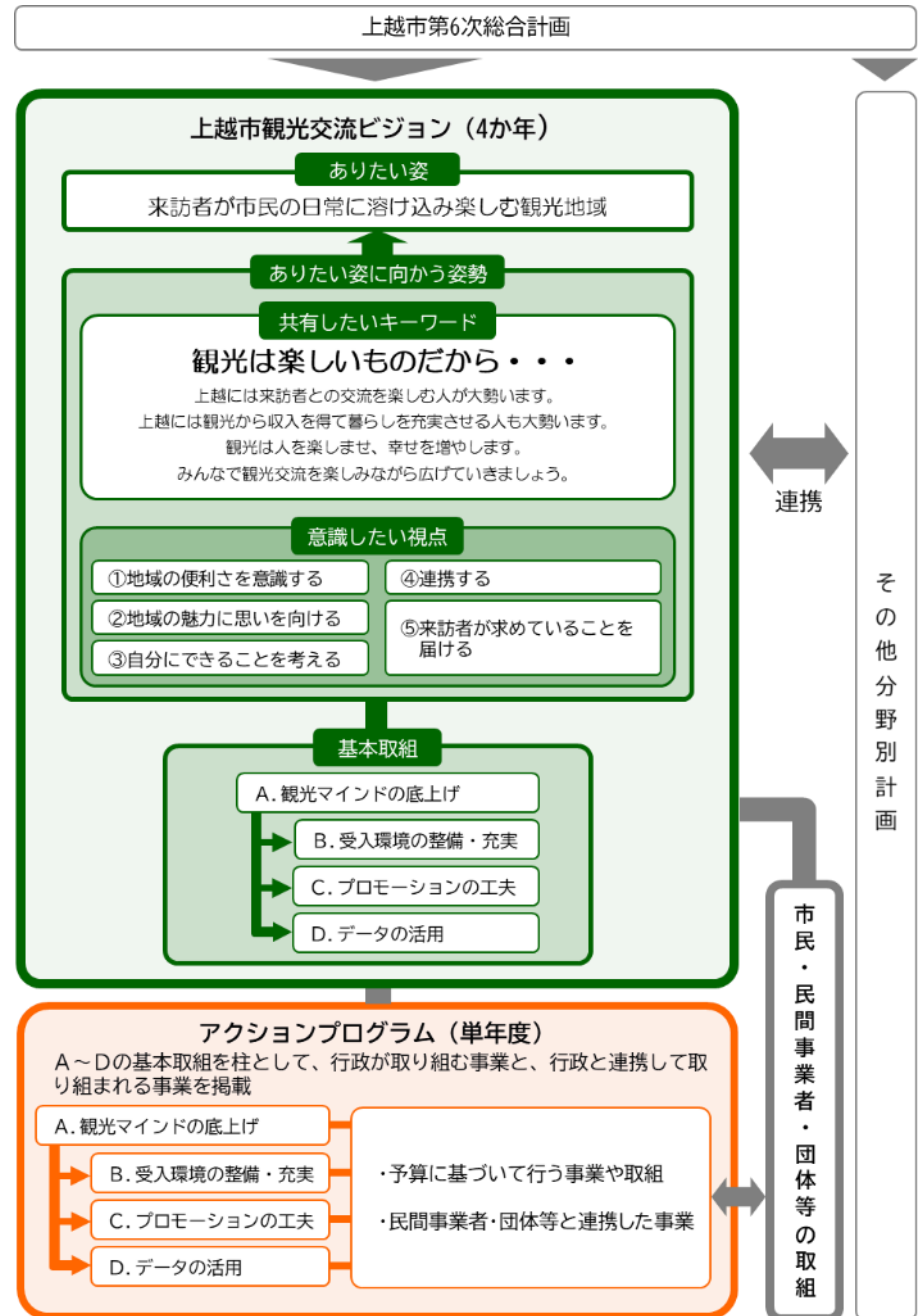 上越市第6次総合計画
上越市観光交流ビジョン（4か年）
ありたい姿
来訪者が市民の日常に溶け込み楽しむ観光地域
ありたい姿に向かう姿勢
共有したいキーワード
観光は楽しいものだから・・・
上越には来訪者との交流を楽しむ人が大勢います。
上越には観光から収入を得て暮らしを充実させる人も大勢います。
観光は人を楽しませ、幸せを増やします。
みんなで観光交流を楽しみながら広げていきましょう。
意識したい視点
①地域の便利さを意識する
②地域の魅力に思いを向ける
③自分にできることを考える
④連携する
⑤来訪者が求めていることを
届ける
基本取組
A.観光マインドの底上げ
B.受入環境の整備・充実
C.プロモーションの工夫
D.データの活用
連携
その他分野別計画
市民・民間事業者・団体等の取組
アクションプログラム（単年度）
A～Dの基本取組を柱として、行政が取り組む事業と、行政と連携して取
り組まれる事業を掲載
A.観光マインドの底上げ
B.受入環境の整備・充実
C.プロモーションの工夫
D.データの活用
・予算に基づいて行う事業や取組
・民間事業者・団体等と連携した事業